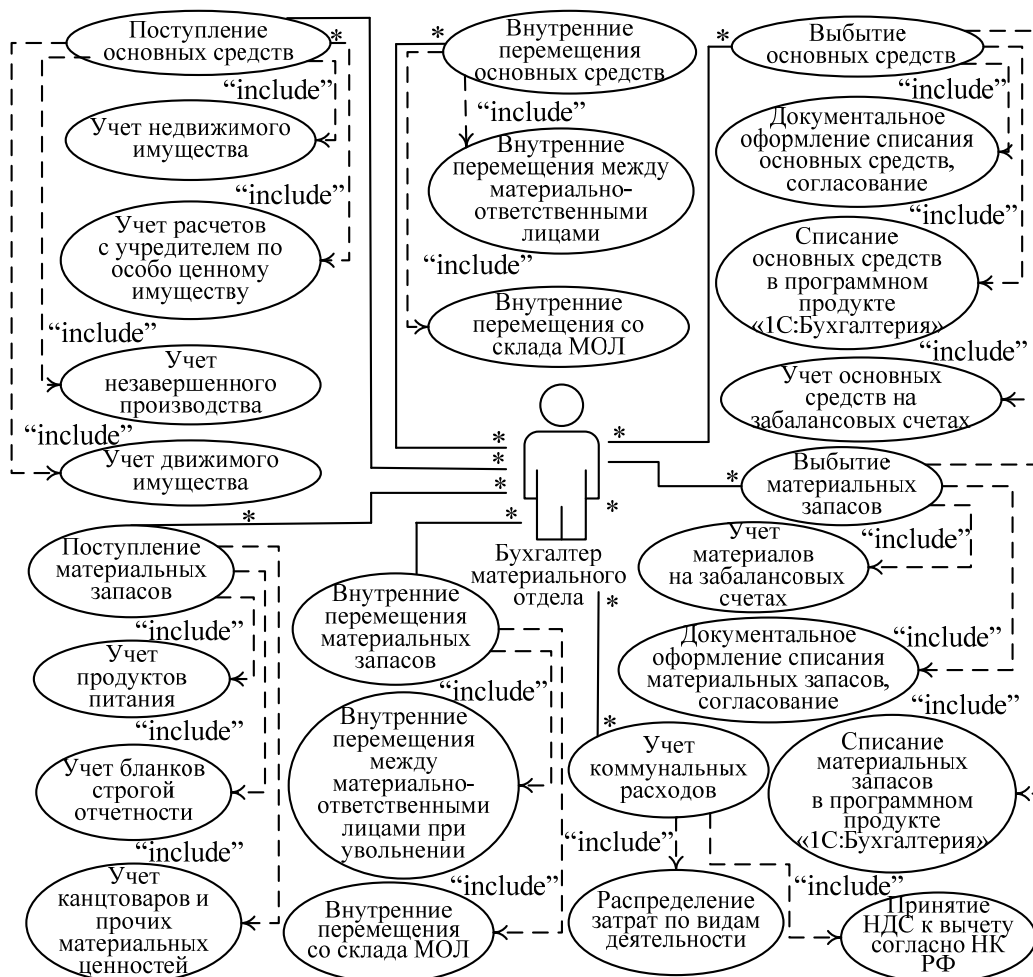 Поступление
основных средств
*
“include”
Учет недвижимого
имущества
“include”
Учет расчетов
с учредителем по
особо ценному
имуществу
“include”
Учет
незавершенного
производства
“include”
Учет движимого
имущества
*
Внутренние
перемещения
основных средств
“include”
Внутренние
перемещения между
материально-
ответственными
лицами
“include”
Внутренние
перемещения со
склада МОЛ
*
Выбытие
основных средств
“include”
Документальное
оформление списания
основных средств,
согласование
“include”
Списание
основных средств
в программном
продукте
«1С:Бухгалтерия»
“include”
Учет основных
средств на
забалансовых счетах
*
*
*
*
*
*
*
Бухгалтер
материального
отдела
*
*
Поступление
материальных
запасов
“include”
Учет
продуктов
питания
“include”
Учет бланков
строгой
отчетности
“include”
Учет
канцтоваров и
прочих
материальных
ценностей
Внутренние
перемещения
материальных
запасов
“include”
Внутренние
перемещения
между
материально-
ответственными
лицами при
увольнении
“include”
Внутренние
перемещения
со склада МОЛ
*
Учет
коммунальных
расходов
“include”
Распределение
затрат по видам
деятельности
“include”
Принятие
НДС к вычету
согласно НК
РФ
Выбытие
материальных
запасов
“include”
Учет
материалов
на забалансовых
счетах
“include”
Документальное
оформление списания
материальных запасов,
согласование
“include”
Списание
материальных
запасов
в программном
продукте
«1С:Бухгалтерия»